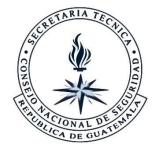 SECRETARIA TECNICA
CONSEJO NACIONAL DE SEGURIDAD
REPUBLICA DE GUATEMALA